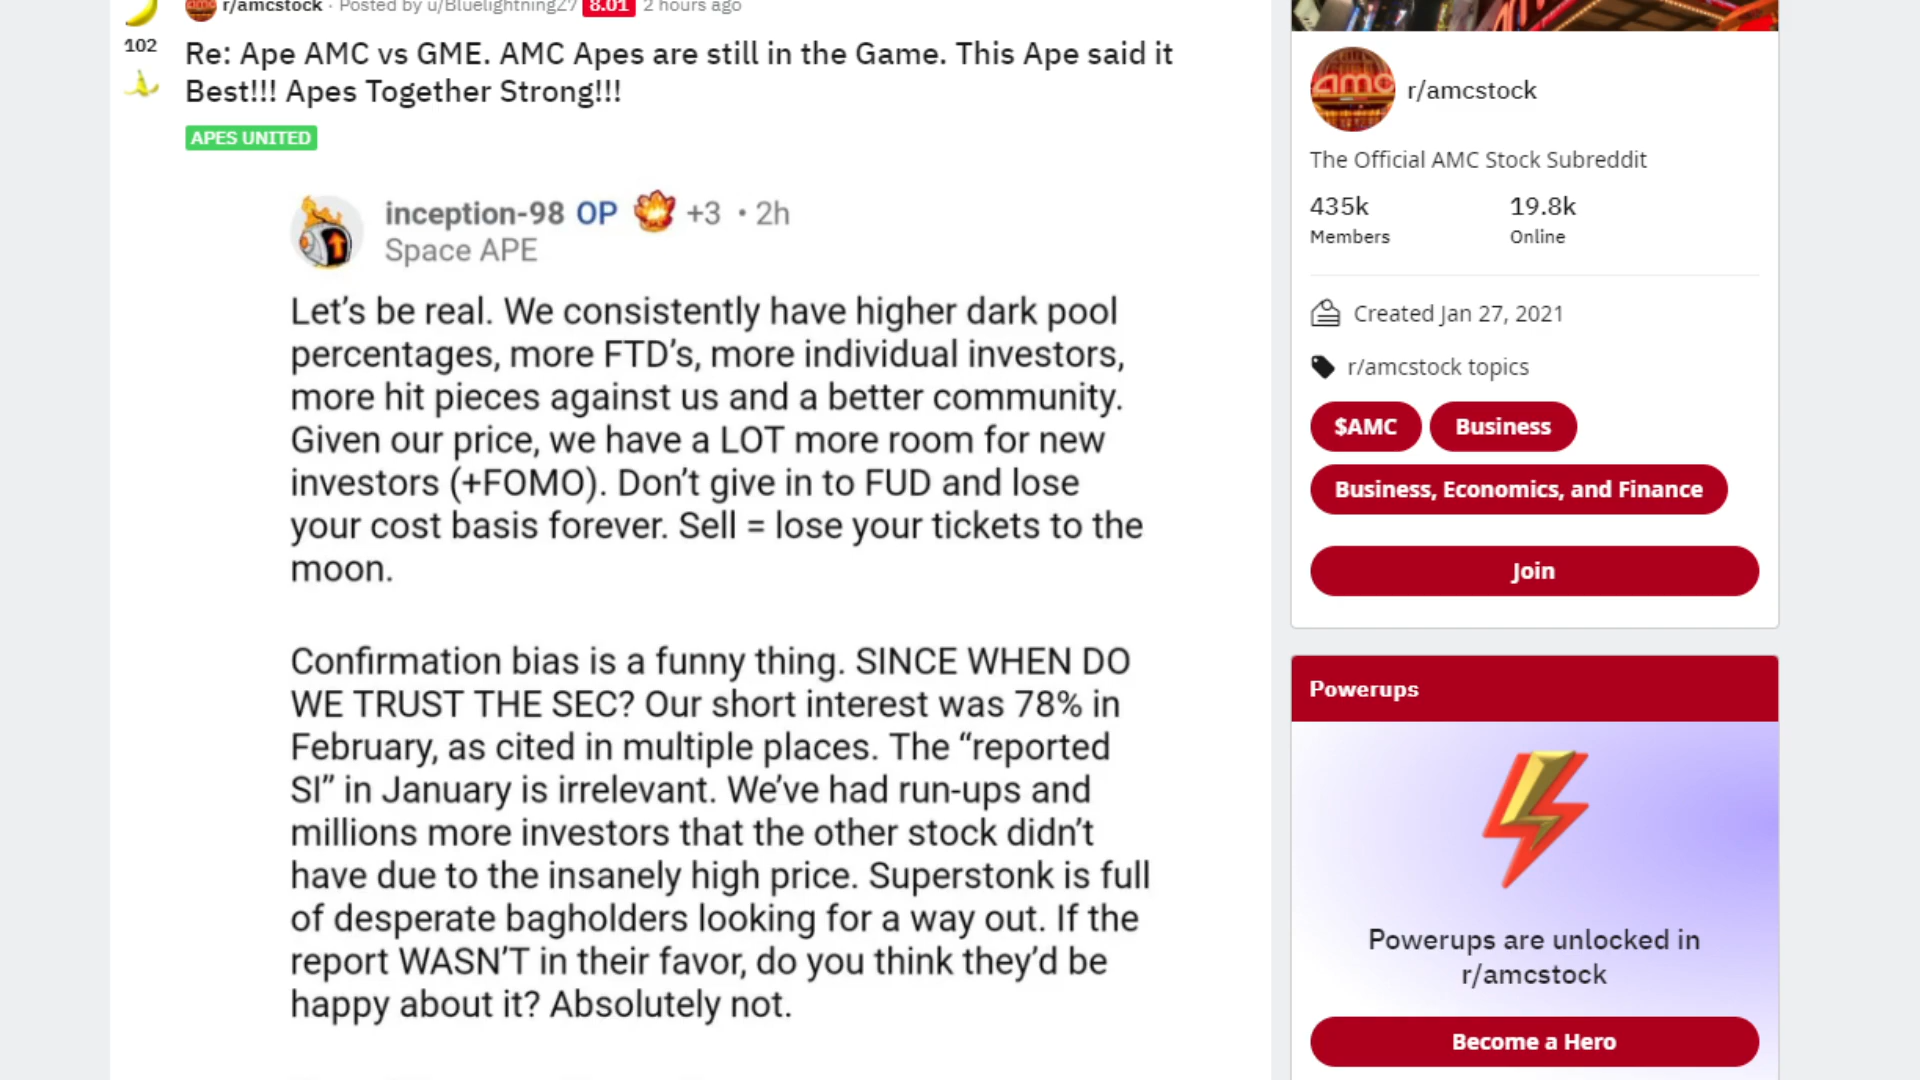 r/amcstock · Posted by u/BluelightningZ7 8.01 2 hours ago
102
Re: Ape AMC vs GME. AMC Apes are still in the Game. This Ape said it
Best!!! Apes Together Strong!!!
APES UNITED
inception-98 OP +3 • 2h
Space APE
Let’s be real. We consistently have higher dark pool
percentages, more FTD’s, more individual investors,
more hit pieces against us and a better community.
Given our price, we have a LOT more room for new
investors (+FOMO). Don’t give in to FUD and lose
your cost basis forever. Sell = lose your tickets to the
moon.
Confirmation bias is a funny thing. SINCE WHEN DO
WE TRUST THE SEC? Our short interest was 78% in
February, as cited in multiple places. The “reported
SI” in January is irrelevant. We’ve had run-ups and
millions more investors that the other stock didn’t
have due to the insanely high price. Superstonk is full
of desperate bagholders looking for a way out. If the
report WASN’T in their favor, do you think they’d be
happy about it? Absolutely not.
amc
r/amcstock
The Official AMC Stock Subreddit
435k 19.8k
Members Online
Created Jan 27, 2021
r/amcstock topics
$AMC Business
Business, Economics, and Finance
Join
Powerups
Powerups are unlocked in
r/amcstock
Become a Hero